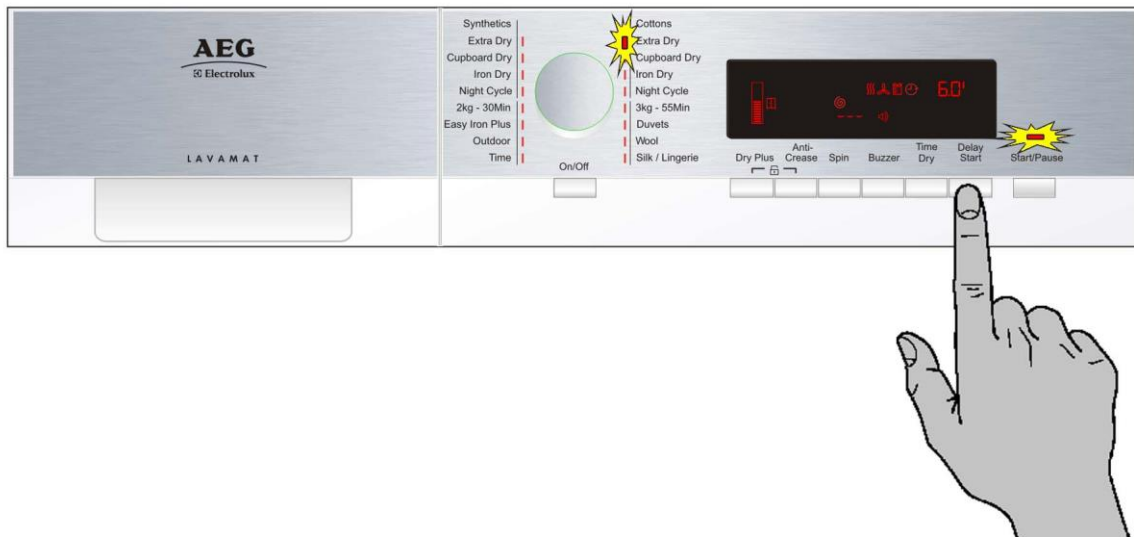 AEG
Electrolux
LAVAMAT
Synthetics
Extra Dry
Cupboard Dry
Iron Dry
Night Cycle
2kg - 30Min
Easy Iron Plus
Outdoor
Time
On/Off
Cottons
Extra Dry
Cupboard Dry
Iron Dry
Night Cycle
3kg - 55Min
Duvets
Wool
Silk / Lingerie
6.0'
Dry Plus
Anti-
Crease
Spin
Buzzer
Time
Dry
Delay
Start
Start/Pause